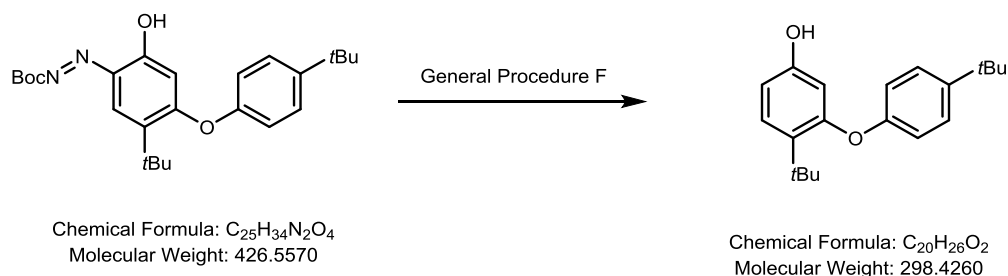 OH
N
BocN
O
tBu
tBu
General Procedure F
OH
O
tBu
tBu
Chemical Formula: C₂₅H₃₄N₂O₄
Molecular Weight: 426.5570
Chemical Formula: C₂₀H₂₆O₂
Molecular Weight: 298.4260